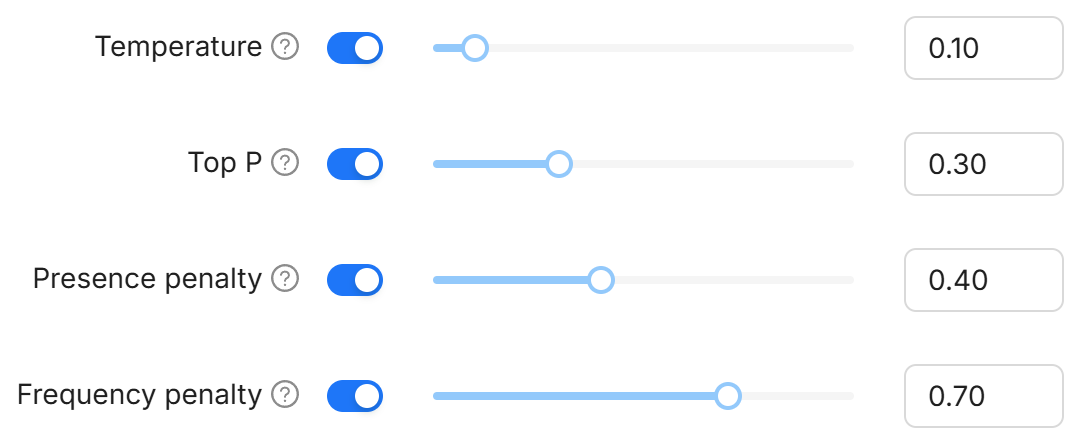 Temperature ? 0.10
Top P ? 0.30
Presence penalty ? 0.40
Frequency penalty ? 0.70